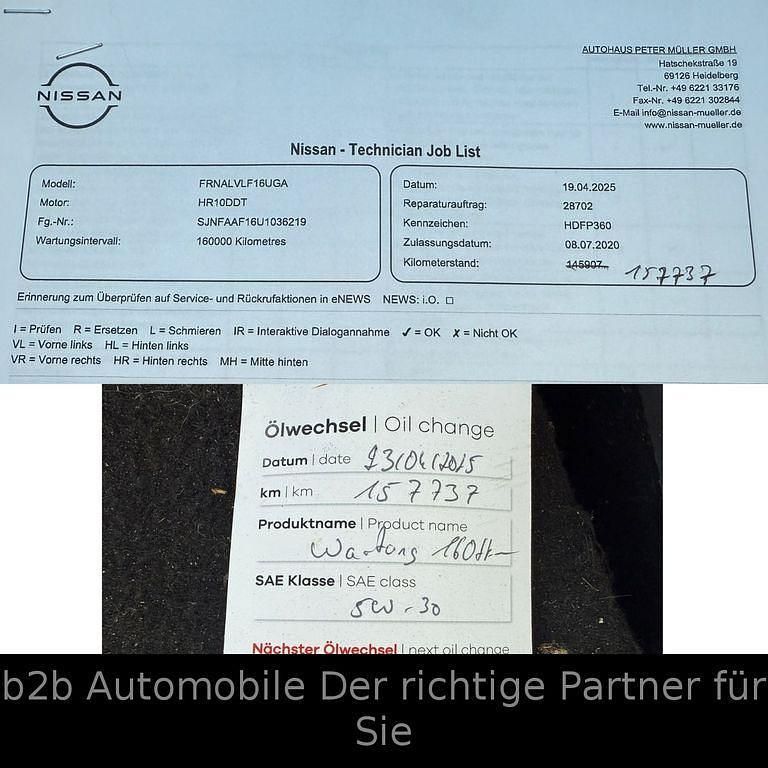 NISSAN
AUTOHAUS PETER MÜLLER GMBH
Hatschekstraße 19
69126 Heidelberg
Tel.-Nr. +49 6221 33176
Fax-Nr. +49 6221 302844
E-Mail info@nissan-mueller.de
www.nissan-mueller.de
Nissan - Technician Job List
Modell: FRNALVLF16UGA
Motor: HR10DDT
Fg.-Nr.: SJNFAAF16U1036219
Wartungsintervall: 160000 Kilometres
Datum: 19.04.2025
Reparaturauftrag: 28702
Kennzeichen: HDFP360
Zulassungsdatum: 08.07.2020
Kilometerstand: 145907 157737
Erinnerung zum Überprüfen auf Service- und Rückrufaktionen in eNEWS NEWS: i.O. ☐
I = Prüfen R = Ersetzen L = Schmieren IR = Interaktive Dialogannahme ✓ = OK ✗ = Nicht OK
VL = Vorne links HL = Hinten links
VR = Vorne rechts HR = Hinten rechts MH = Mitte hinten
Ölwechsel | Oil change
Datum | date 23/04/2025
km | km 157737
Produktname | Product name
Wartung
SAE Klasse | SAE class
5W-30
Nächster Ölwechsel | next oil change
b2b Automobile Der richtige Partner für
Sie